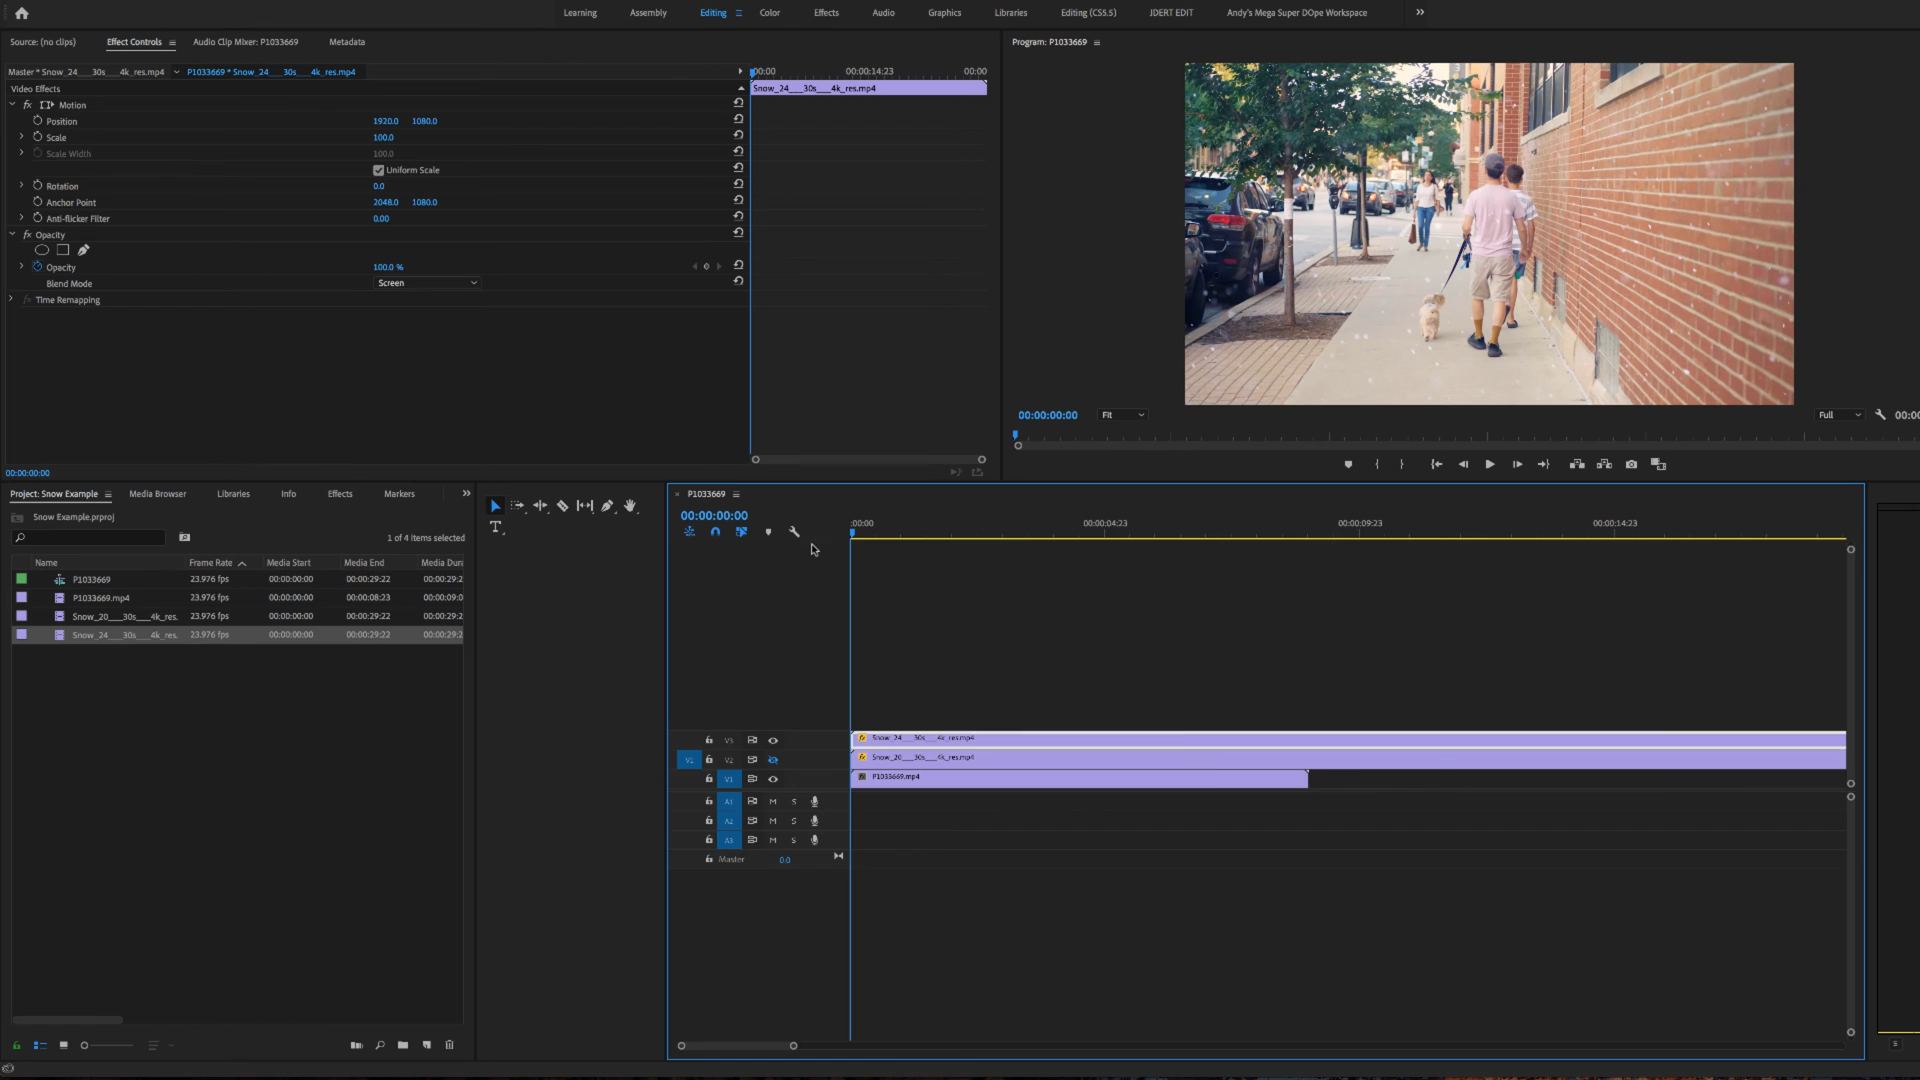 Learning Assembly Editing Color Effects Audio Graphics Libraries Editing (CS5.5) JDERT EDIT Andy's Mega Super DOpe Workspace
Source: (no clips) Effect Controls Audio Clip Mixer: P1033669 Metadata
Program: P1033669
Master * Snow_24___30s___4k_res.mp4 P1033669 * Snow_24___30s___4k_res.mp4 :00:00 00:00:14:23 00:00
Video Effects Snow_24___30s___4k_res.mp4
fx Motion
Position 1920.0 1080.0
Scale 100.0
Scale Width 100.0
Uniform Scale
Rotation 0.0
Anchor Point 2048.0 1080.0
Anti-flicker Filter 0.00
fx Opacity
Opacity 100.0 %
Blend Mode Screen
fx Time Remapping
00:00:00:00 Fit Full 00:00
00:00:00:00
Project: Snow Example Media Browser Libraries Info Effects Markers
Snow Example.prproj
1 of 4 items selected
Name Frame Rate Media Start Media End Media Dur
P1033669 23.976 fps 00:00:00:00 00:00:29:22 00:00:29:2
P1033669.mp4 23.976 fps 00:00:00:00 00:00:08:23 00:00:09:0
Snow_20___30s___4k_res. 23.976 fps 00:00:00:00 00:00:29:22 00:00:29:2
Snow_24___30s___4k_res. 23.976 fps 00:00:00:00 00:00:29:22 00:00:29:2
T
× P1033669
00:00:00:00
:00:00 00:00:04:23 00:00:09:23 00:00:14:23
V3 Snow_24___30s___4k_res.mp4
V1 V2 fx Snow_20___30s___4k_res.mp4
V1 P1033669.mp4
A1 M S
A2 M S
A3 M S
Master 0.0
S